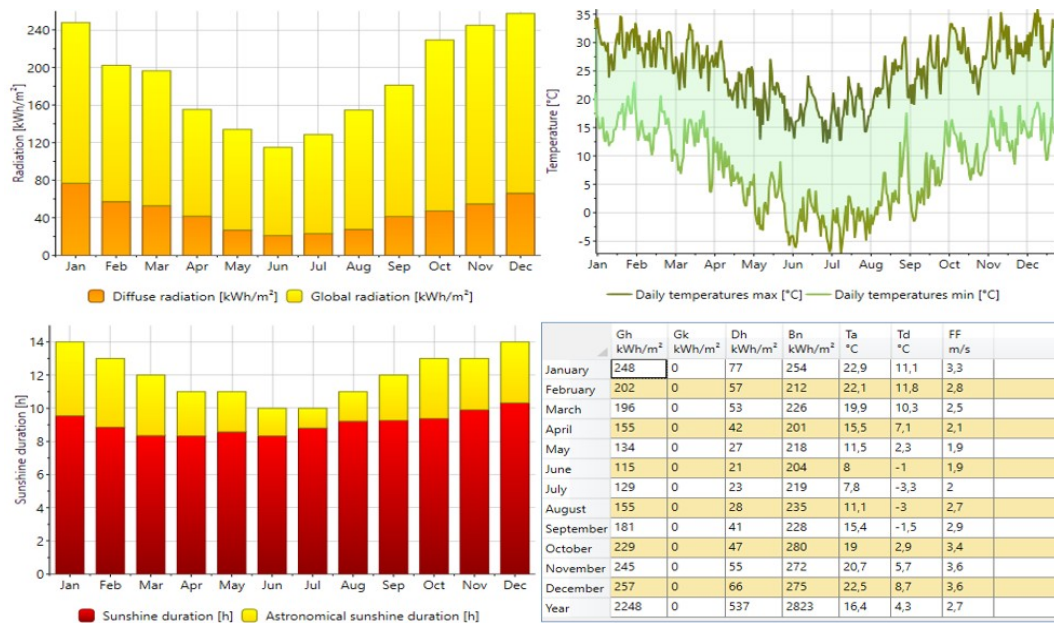 240
200
160
120
80
40
0
Radiation [kWh/m²]
Jan Feb Mar Apr May Jun Jul Aug Sep Oct Nov Dec
Diffuse radiation [kWh/m²] Global radiation [kWh/m²]
35
30
25
20
15
10
5
0
-5
Temperature [°C]
Jan Feb Mar Apr May Jun Jul Aug Sep Oct Nov Dec
Daily temperatures max [°C] Daily temperatures min [°C]
14
12
10
8
6
4
2
0
Sunshine duration [h]
Jan Feb Mar Apr May Jun Jul Aug Sep Oct Nov Dec
Sunshine duration [h] Astronomical sunshine duration [h]
Gh Gk Dh Bn Ta Td FF
kWh/m² kWh/m² kWh/m² kWh/m² °C °C m/s
January 248 0 77 254 22,9 11,1 3,3
February 202 0 57 212 22,1 11,8 2,8
March 196 0 53 226 19,9 10,3 2,5
April 155 0 42 201 15,5 7,1 2,1
May 134 0 27 218 11,5 2,3 1,9
June 115 0 21 204 8 -1 1,9
July 129 0 23 219 7,8 -3,3 2
August 155 0 28 235 11,1 -3 2,7
September 181 0 41 228 15,4 -1,5 2,9
October 229 0 47 280 19 2,9 3,4
November 245 0 55 272 20,7 5,7 3,6
December 257 0 66 275 22,5 8,7 3,6
Year 2248 0 537 2823 16,4 4,3 2,7